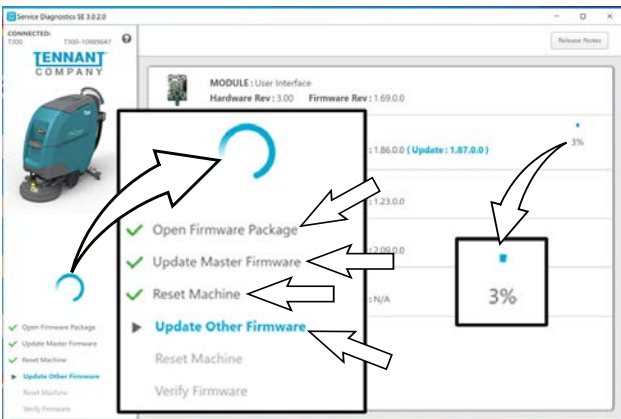 Service Diagnostics SE 3.0.2.0
CONNECTED:
T300 T300-10989647
TENNANT
COMPANY
Release Notes
MODULE : User Interface
Hardware Rev : 3.00 Firmware Rev : 1.69.0.0
: 1.86.0.0 ( Update : 1.87.0.0 )
3%
: 1.23.0.0
: 2.09.0.0
: N/A
Open Firmware Package
Update Master Firmware
Reset Machine
Update Other Firmware
Reset Machine
Verify Firmware
3%
Open Firmware Package
Update Master Firmware
Reset Machine
Update Other Firmware
Reset Machine
Verify Firmware